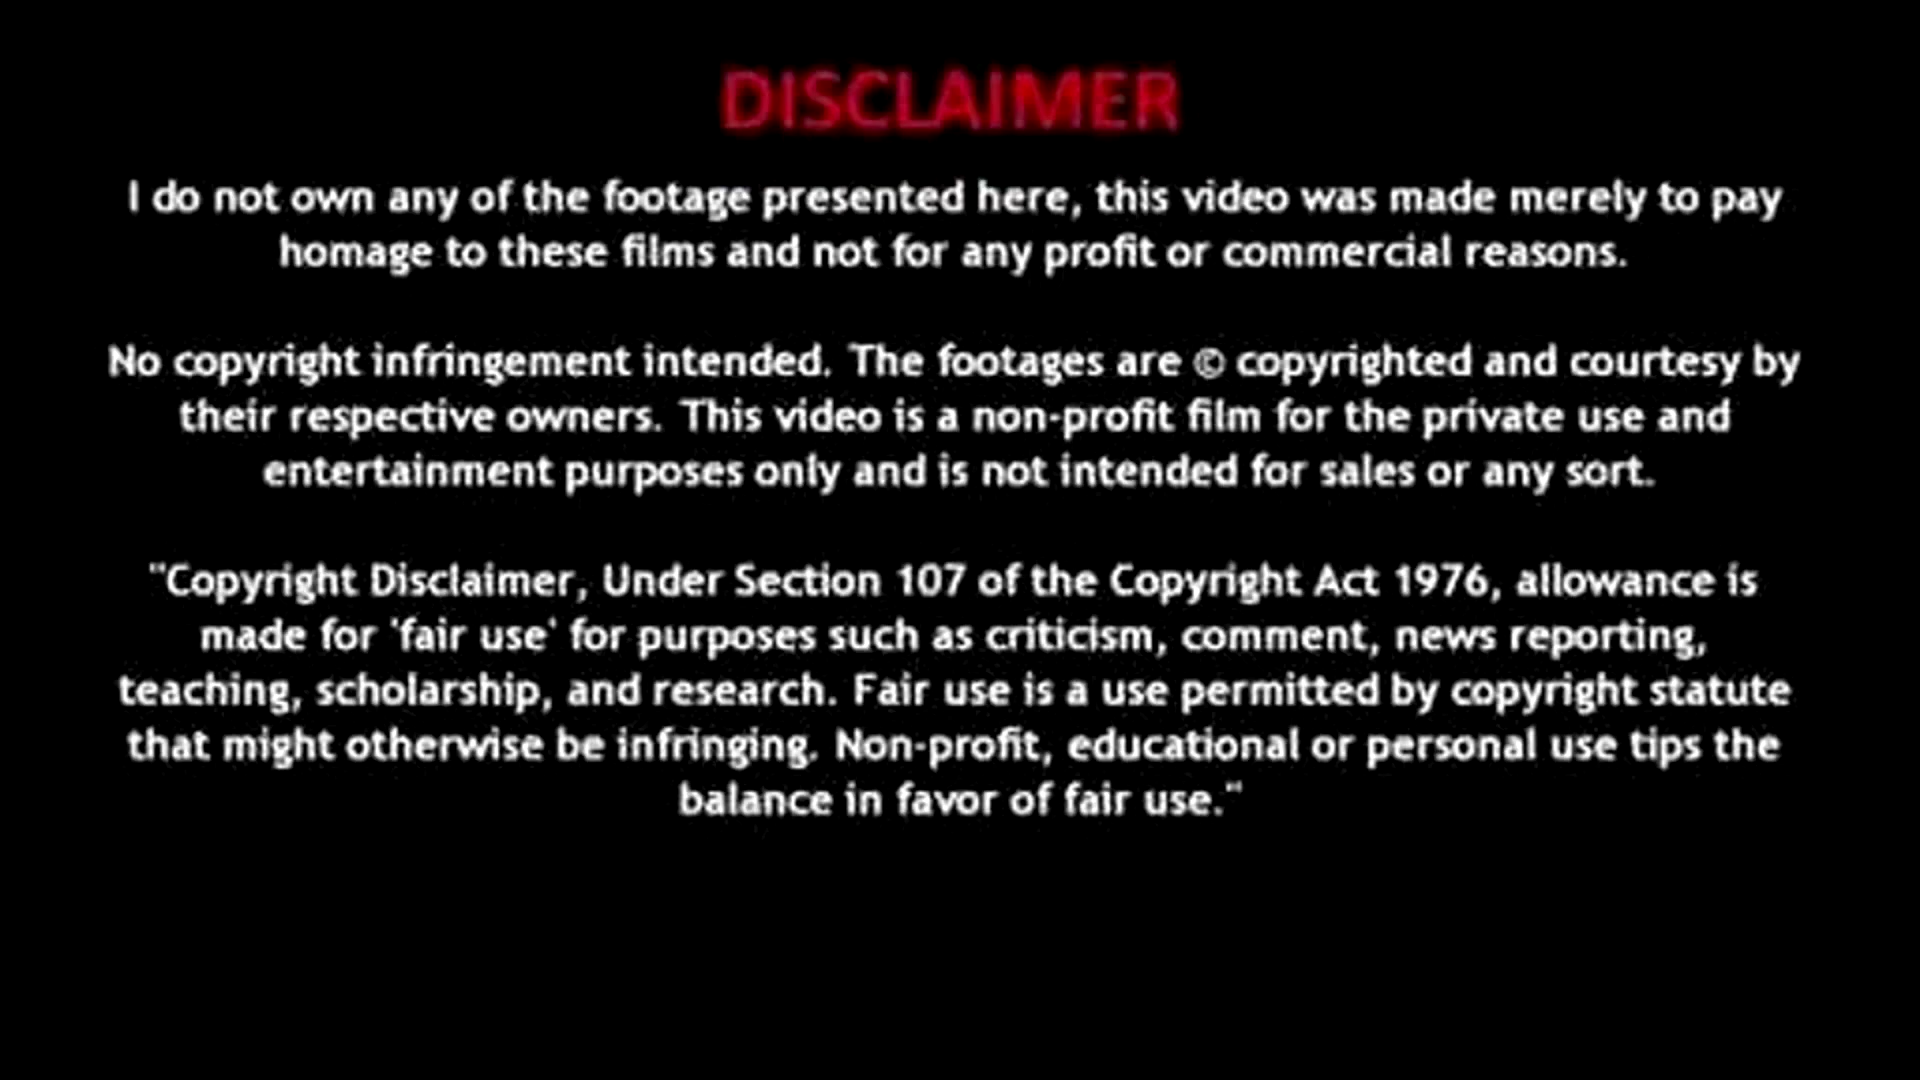 DISCLAIMER
I do not own any of the footage presented here, this video was made merely to pay
homage to these films and not for any profit or commercial reasons.
No copyright infringement intended. The footages are © copyrighted and courtesy by
their respective owners. This video is a non-profit film for the private use and
entertainment purposes only and is not intended for sales or any sort.
"Copyright Disclaimer, Under Section 107 of the Copyright Act 1976, allowance is
made for 'fair use' for purposes such as criticism, comment, news reporting,
teaching, scholarship, and research. Fair use is a use permitted by copyright statute
that might otherwise be infringing. Non-profit, educational or personal use tips the
balance in favor of fair use."